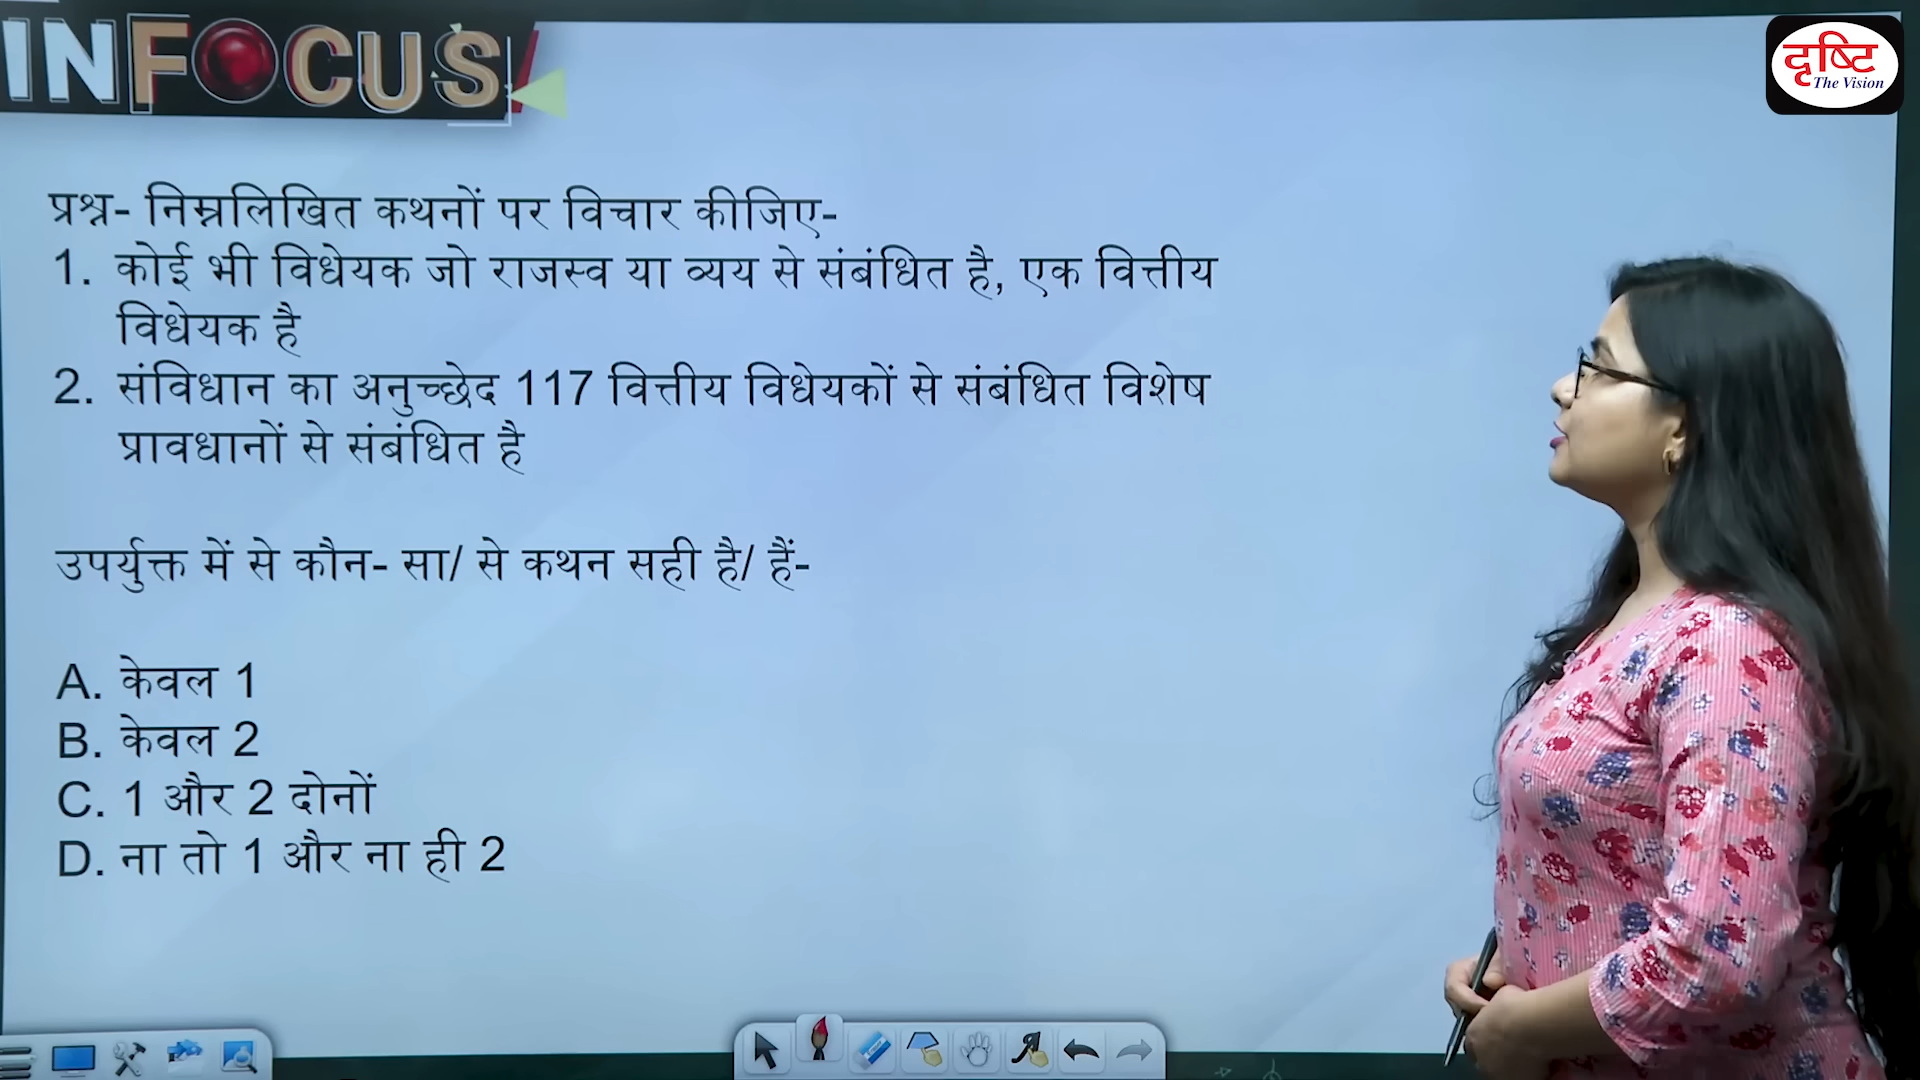 INFOCUS
दृष्टि
The Vision
प्रश्न- निम्नलिखित कथनों पर विचार कीजिए-
1. कोई भी विधेयक जो राजस्व या व्यय से संबंधित है, एक वित्तीय
विधेयक है
2. संविधान का अनुच्छेद 117 वित्तीय विधेयकों से संबंधित विशेष
प्रावधानों से संबंधित है
उपर्युक्त में से कौन- सा/ से कथन सही है/ हैं-
A. केवल 1
B. केवल 2
C. 1 और 2 दोनों
D. ना तो 1 और ना ही 2